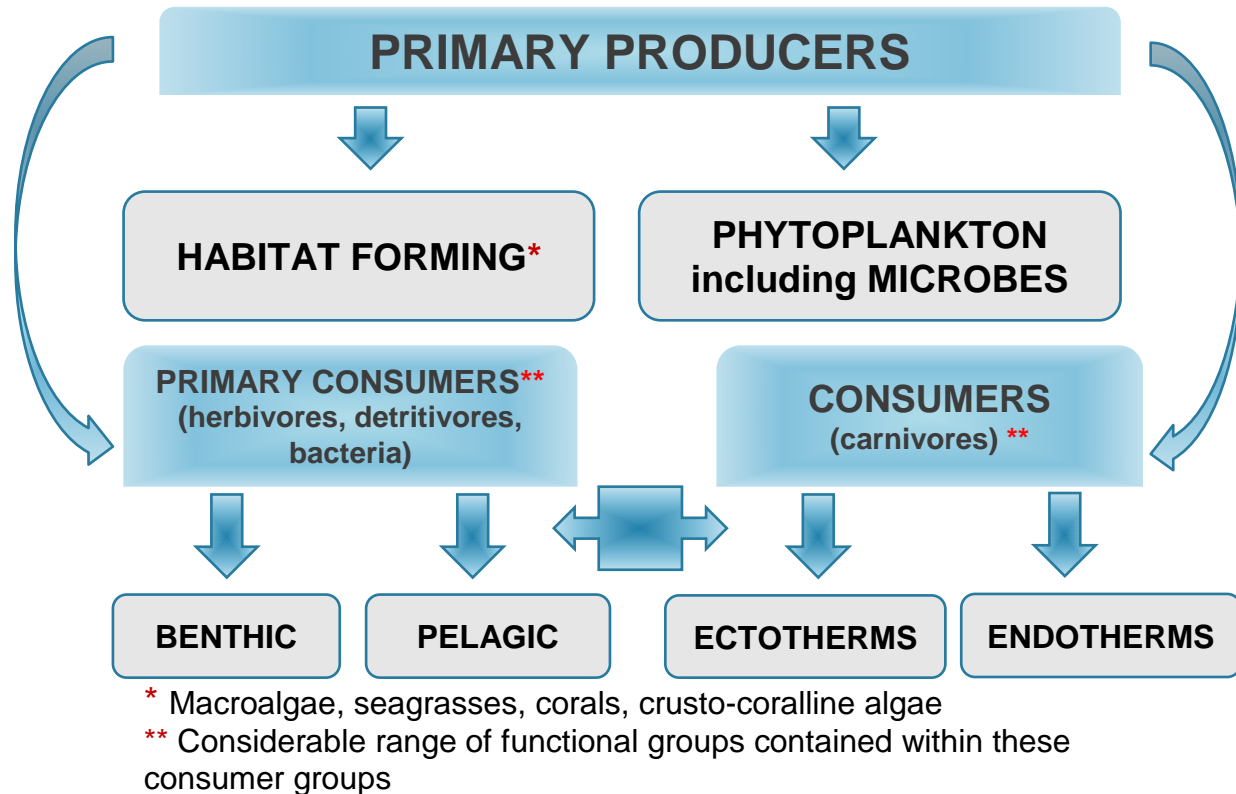 PRIMARY PRODUCERS
HABITAT FORMING*
PHYTOPLANKTON
including MICROBES
PRIMARY CONSUMERS**
(herbivores, detritivores,
bacteria)
CONSUMERS
(carnivores) **
BENTHIC
PELAGIC
ECTOTHERMS
ENDOTHERMS
* Macroalgae, seagrasses, corals, crusto-coralline algae
** Considerable range of functional groups contained within these
consumer groups